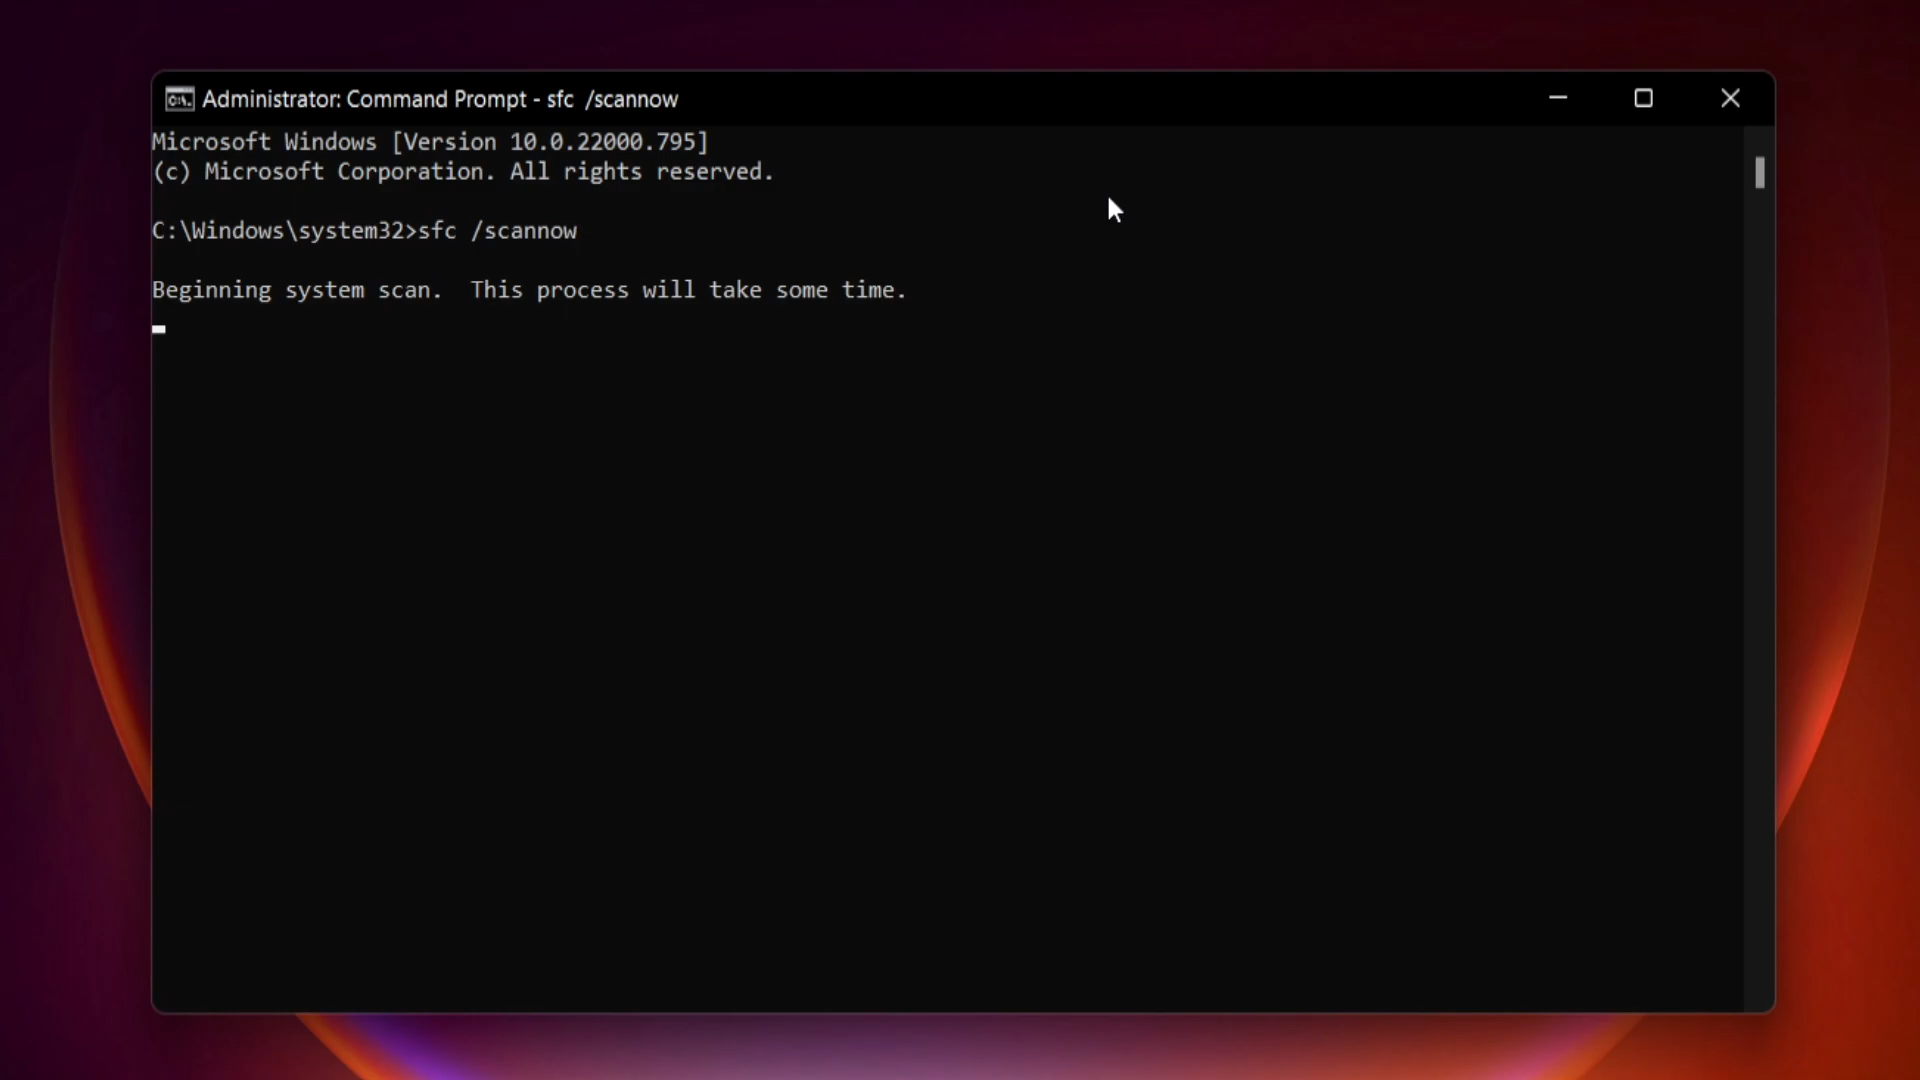 Administrator: Command Prompt - sfc  /scannow
Microsoft Windows [Version 10.0.22000.795]
(c) Microsoft Corporation. All rights reserved.
C:\Windows\system32>sfc /scannow
Beginning system scan.  This process will take some time.